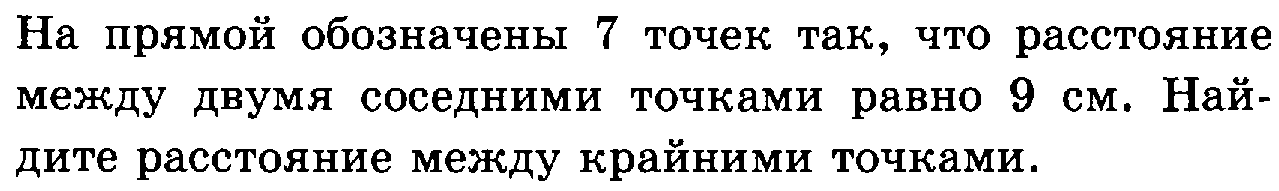 На прямой обозначены 7 точек так, что расстояние
между двумя соседними точками равно 9 см. Най-
дите расстояние между крайними точками.